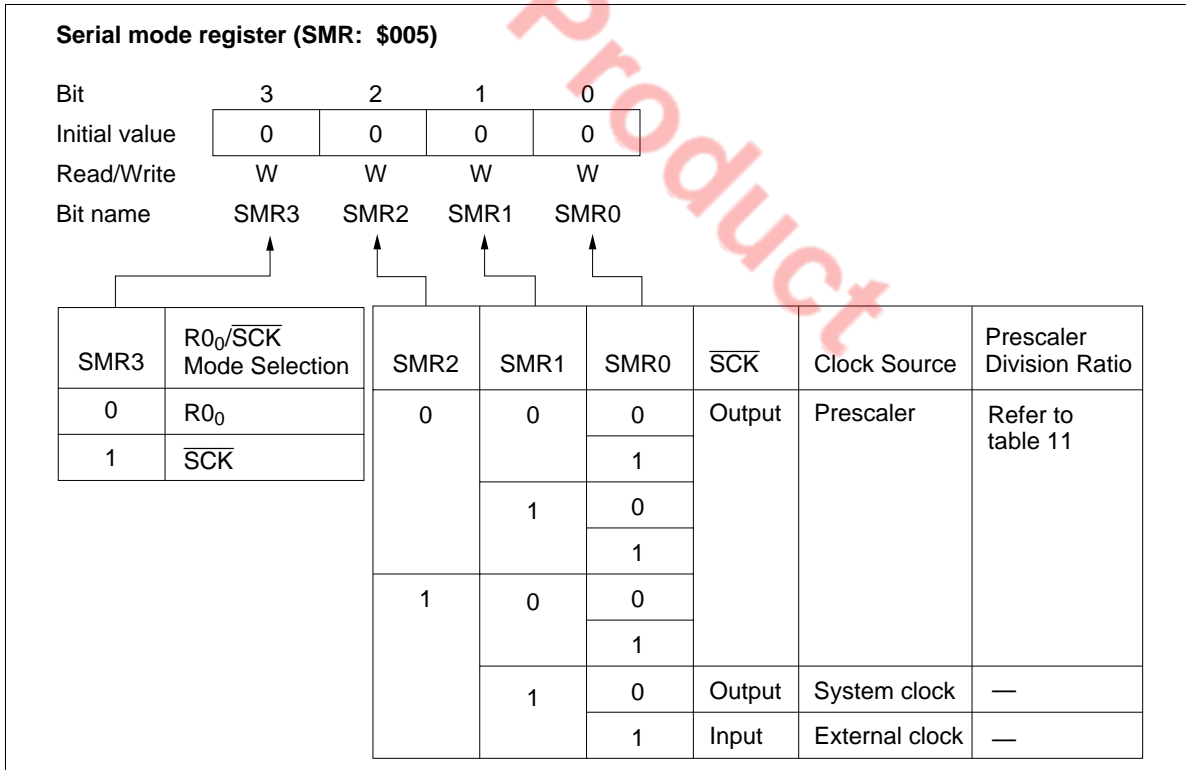 Serial mode register (SMR: $005)
Bit 3 2 1 0
Initial value 0 0 0 0
Read/Write W W W W
Bit name SMR3 SMR2 SMR1 SMR0
SMR3 R0₀/S̅C̅K̅ Mode Selection
0 R0₀
1 S̅C̅K̅
SMR2 SMR1 SMR0 S̅C̅K̅ Clock Source Prescaler Division Ratio
0 0 0 Output Prescaler Refer to table 11
1
1 0
1
1 0 0
1
1 0 Output System clock —
1 Input External clock —
Product